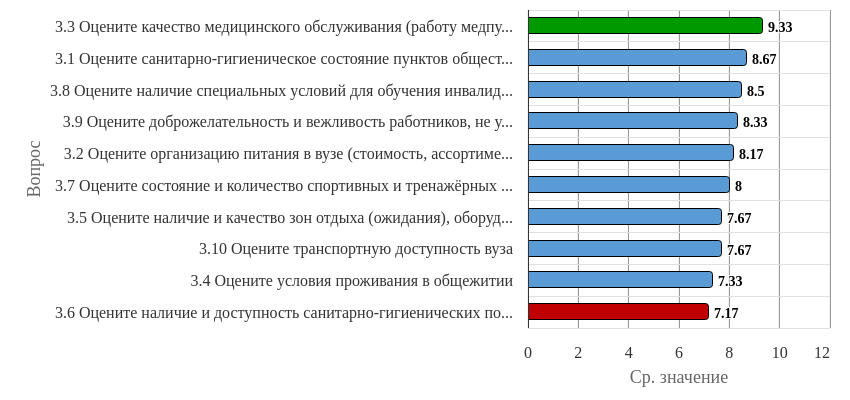 3.3 Оцените качество медицинского обслуживания (работу медпу... 9.33
3.1 Оцените санитарно-гигиеническое состояние пунктов общест... 8.67
3.8 Оцените наличие специальных условий для обучения инвалид... 8.5
3.9 Оцените доброжелательность и вежливость работников, не у... 8.33
3.2 Оцените организацию питания в вузе (стоимость, ассортиме... 8.17
3.7 Оцените состояние и количество спортивных и тренажёрных ... 8
3.5 Оцените наличие и качество зон отдыха (ожидания), оборуд... 7.67
3.10 Оцените транспортную доступность вуза 7.67
3.4 Оцените условия проживания в общежитии 7.33
3.6 Оцените наличие и доступность санитарно-гигиенических по... 7.17
Вопрос
0 2 4 6 8 10 12
Ср. значение